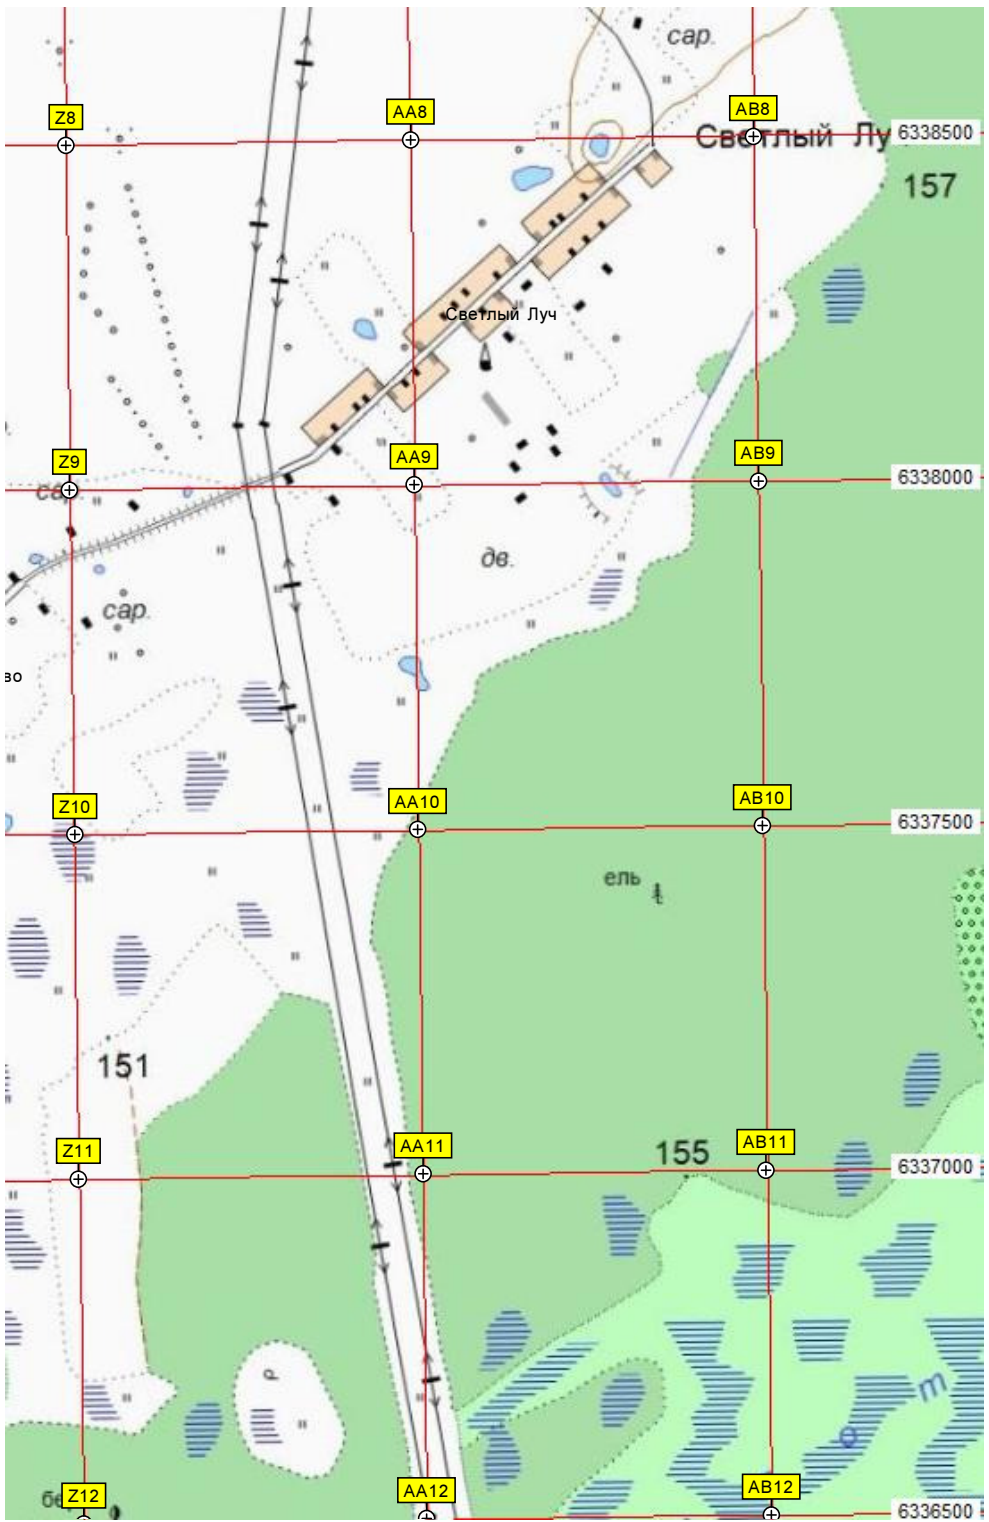 сар.
Z8
AA8
AB8
6338500
Светлый Лу
157
Светлый Луч
Z9
AA9
AB9
6338000
дв.
сар.
во
Z10
AA10
AB10
6337500
ель
151
Z11
AA11
AB11
6337000
155
р
т
о
Z12
AA12
AB12
6336500